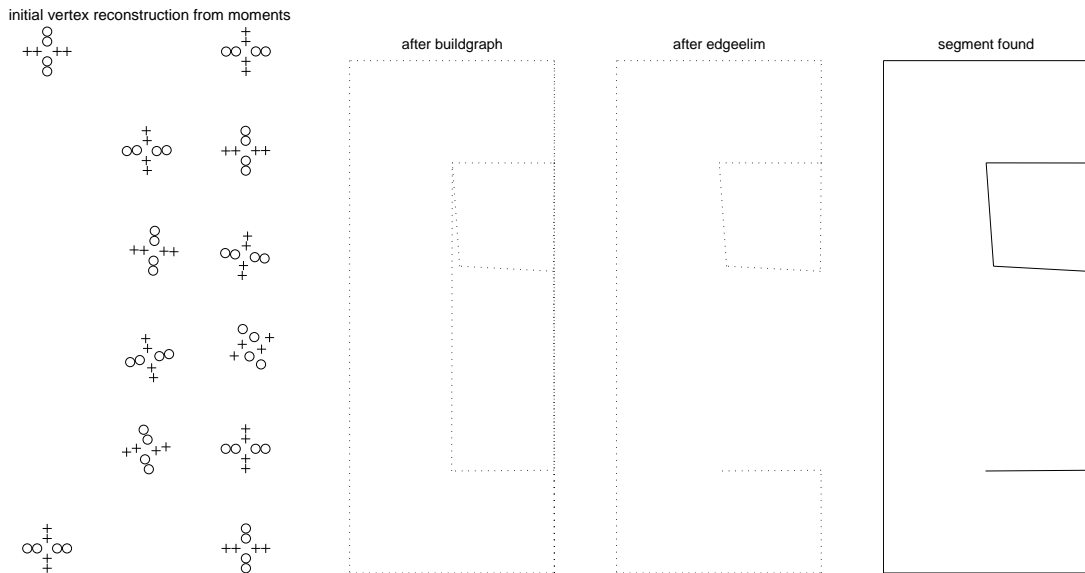 initial vertex reconstruction from moments
after buildgraph
after edgeelim
segment found